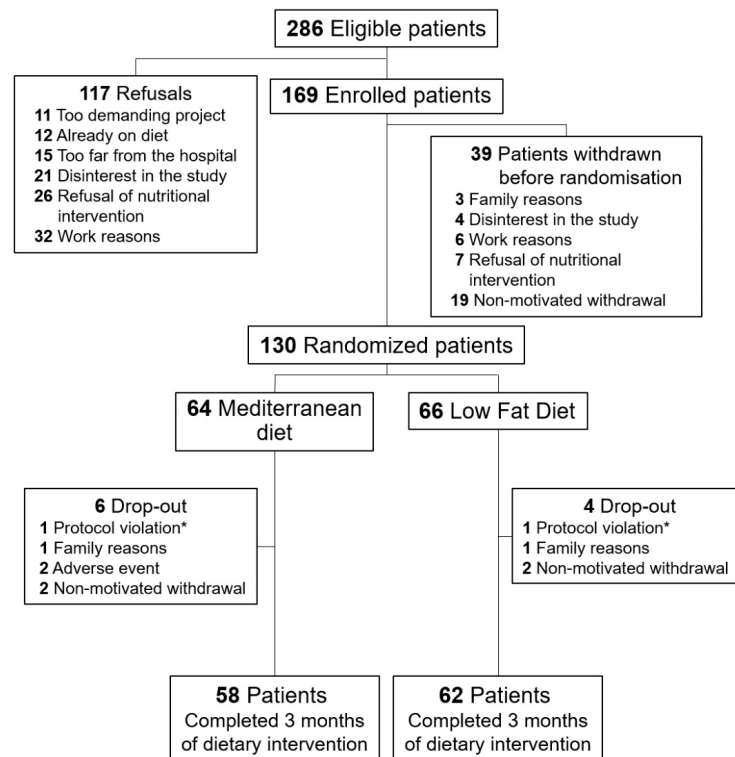 286 Eligible patients
117 Refusals
11 Too demanding project
12 Already on diet
15 Too far from the hospital
21 Disinterest in the study
26 Refusal of nutritional
intervention
32 Work reasons
169 Enrolled patients
39 Patients withdrawn
before randomisation
3 Family reasons
4 Disinterest in the study
6 Work reasons
7 Refusal of nutritional
intervention
19 Non-motivated withdrawal
130 Randomized patients
64 Mediterranean
diet
66 Low Fat Diet
6 Drop-out
1 Protocol violation*
1 Family reasons
2 Adverse event
2 Non-motivated withdrawal
4 Drop-out
1 Protocol violation*
1 Family reasons
2 Non-motivated withdrawal
58 Patients
Completed 3 months
of dietary intervention
62 Patients
Completed 3 months
of dietary intervention